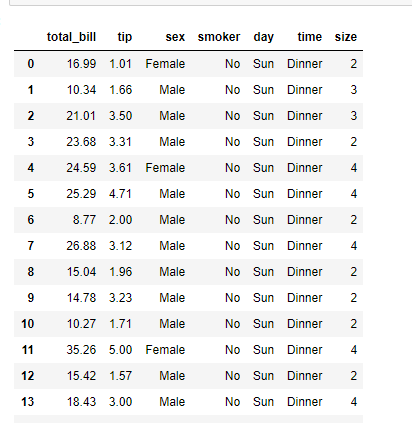 total_bill tip sex smoker day time size
0 16.99 1.01 Female No Sun Dinner 2
1 10.34 1.66 Male No Sun Dinner 3
2 21.01 3.50 Male No Sun Dinner 3
3 23.68 3.31 Male No Sun Dinner 2
4 24.59 3.61 Female No Sun Dinner 4
5 25.29 4.71 Male No Sun Dinner 4
6 8.77 2.00 Male No Sun Dinner 2
7 26.88 3.12 Male No Sun Dinner 4
8 15.04 1.96 Male No Sun Dinner 2
9 14.78 3.23 Male No Sun Dinner 2
10 10.27 1.71 Male No Sun Dinner 2
11 35.26 5.00 Female No Sun Dinner 4
12 15.42 1.57 Male No Sun Dinner 2
13 18.43 3.00 Male No Sun Dinner 4